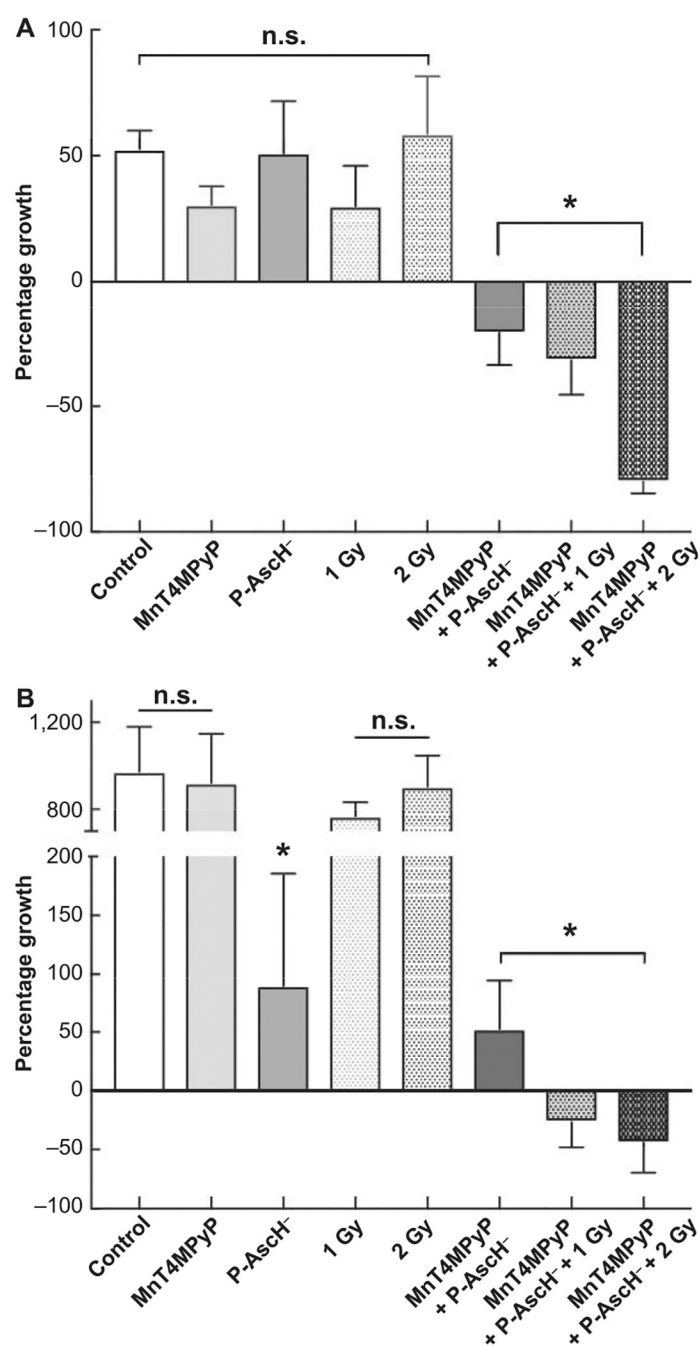 A
100
n.s.
50
*
0
–50
–100
Percentage growth
Control
MnT4MPyP
P-AscH⁻
1 Gy
2 Gy
MnT4MPyP
+ P-AscH⁻
MnT4MPyP
+ P-AscH⁻ + 1 Gy
MnT4MPyP
+ P-AscH⁻ + 2 Gy
B
n.s.
1,200
n.s.
800
*
200
150
*
100
50
0
–50
–100
Percentage growth
Control
MnT4MPyP
P-AscH⁻
1 Gy
2 Gy
MnT4MPyP
+ P-AscH⁻
MnT4MPyP
+ P-AscH⁻ + 1 Gy
MnT4MPyP
+ P-AscH⁻ + 2 Gy